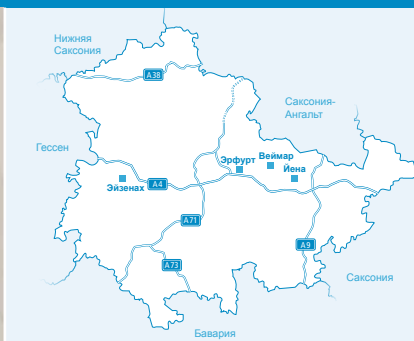 Нижняя
Саксония
A38
Саксония-
Ангальт
Гессен
Эрфурт
Веймар
Йена
A4
Эйзенах
A71
A9
A73
Саксония
Бавария